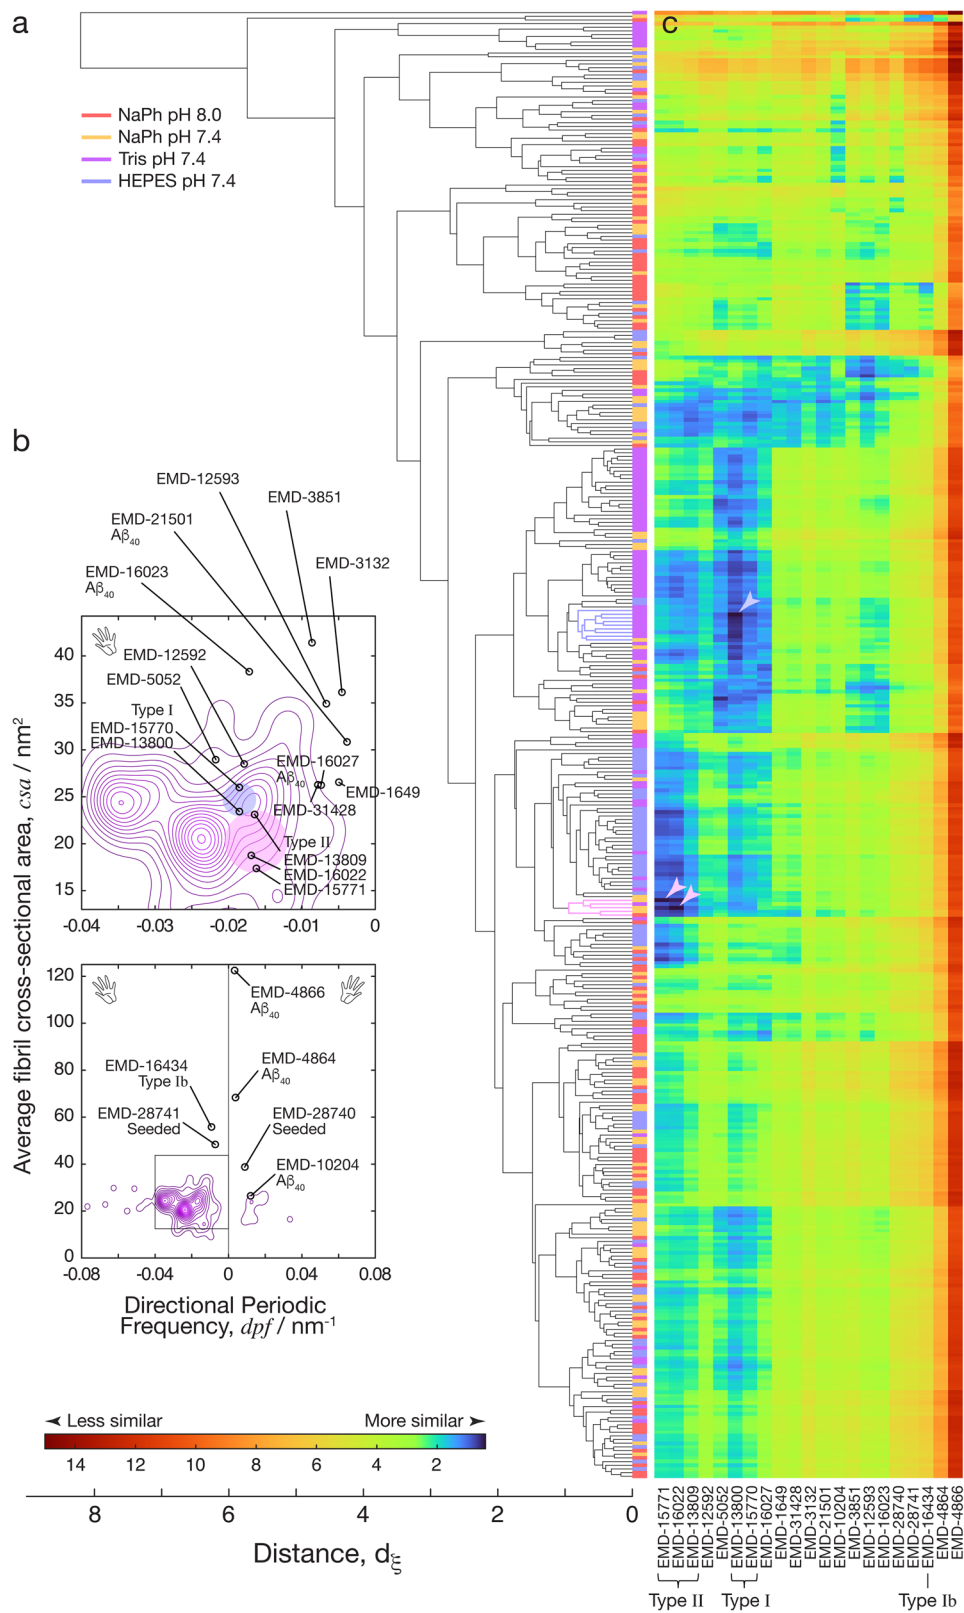 a
c
NaPh pH 8.0
NaPh pH 7.4
Tris pH 7.4
HEPES pH 7.4
b
EMD-12593
EMD-3851
EMD-21501
Aβ40
EMD-3132
EMD-16023
Aβ40
EMD-12592
EMD-5052
Type I
EMD-15770
EMD-13800
EMD-16027
Aβ40
EMD-1649
EMD-31428
Type II
EMD-13809
EMD-16022
EMD-15771
40
35
30
25
20
15
-0.04 -0.03 -0.02 -0.01 0
Average fibril cross-sectional area, csa / nm²
120
100
80
60
40
20
0
EMD-4866
Aβ40
EMD-4864
Aβ40
EMD-16434
Type Ib
EMD-28741
Seeded
EMD-28740
Seeded
EMD-10204
Aβ40
-0.08 -0.04 0 0.04 0.08
Directional Periodic
Frequency, dpf / nm-1
Less similar More similar
14 12 10 8 6 4 2
8 6 4 2 0
Distance, dξ
EMD-15771
EMD-16022
EMD-13809
EMD-12592
EMD-5052
EMD-13800
EMD-15770
EMD-16027
EMD-1649
EMD-31428
EMD-3132
EMD-21501
EMD-10204
EMD-3851
EMD-12593
EMD-16023
EMD-28740
EMD-28741
EMD-16434
EMD-4864
EMD-4866
Type II Type I Type Ib